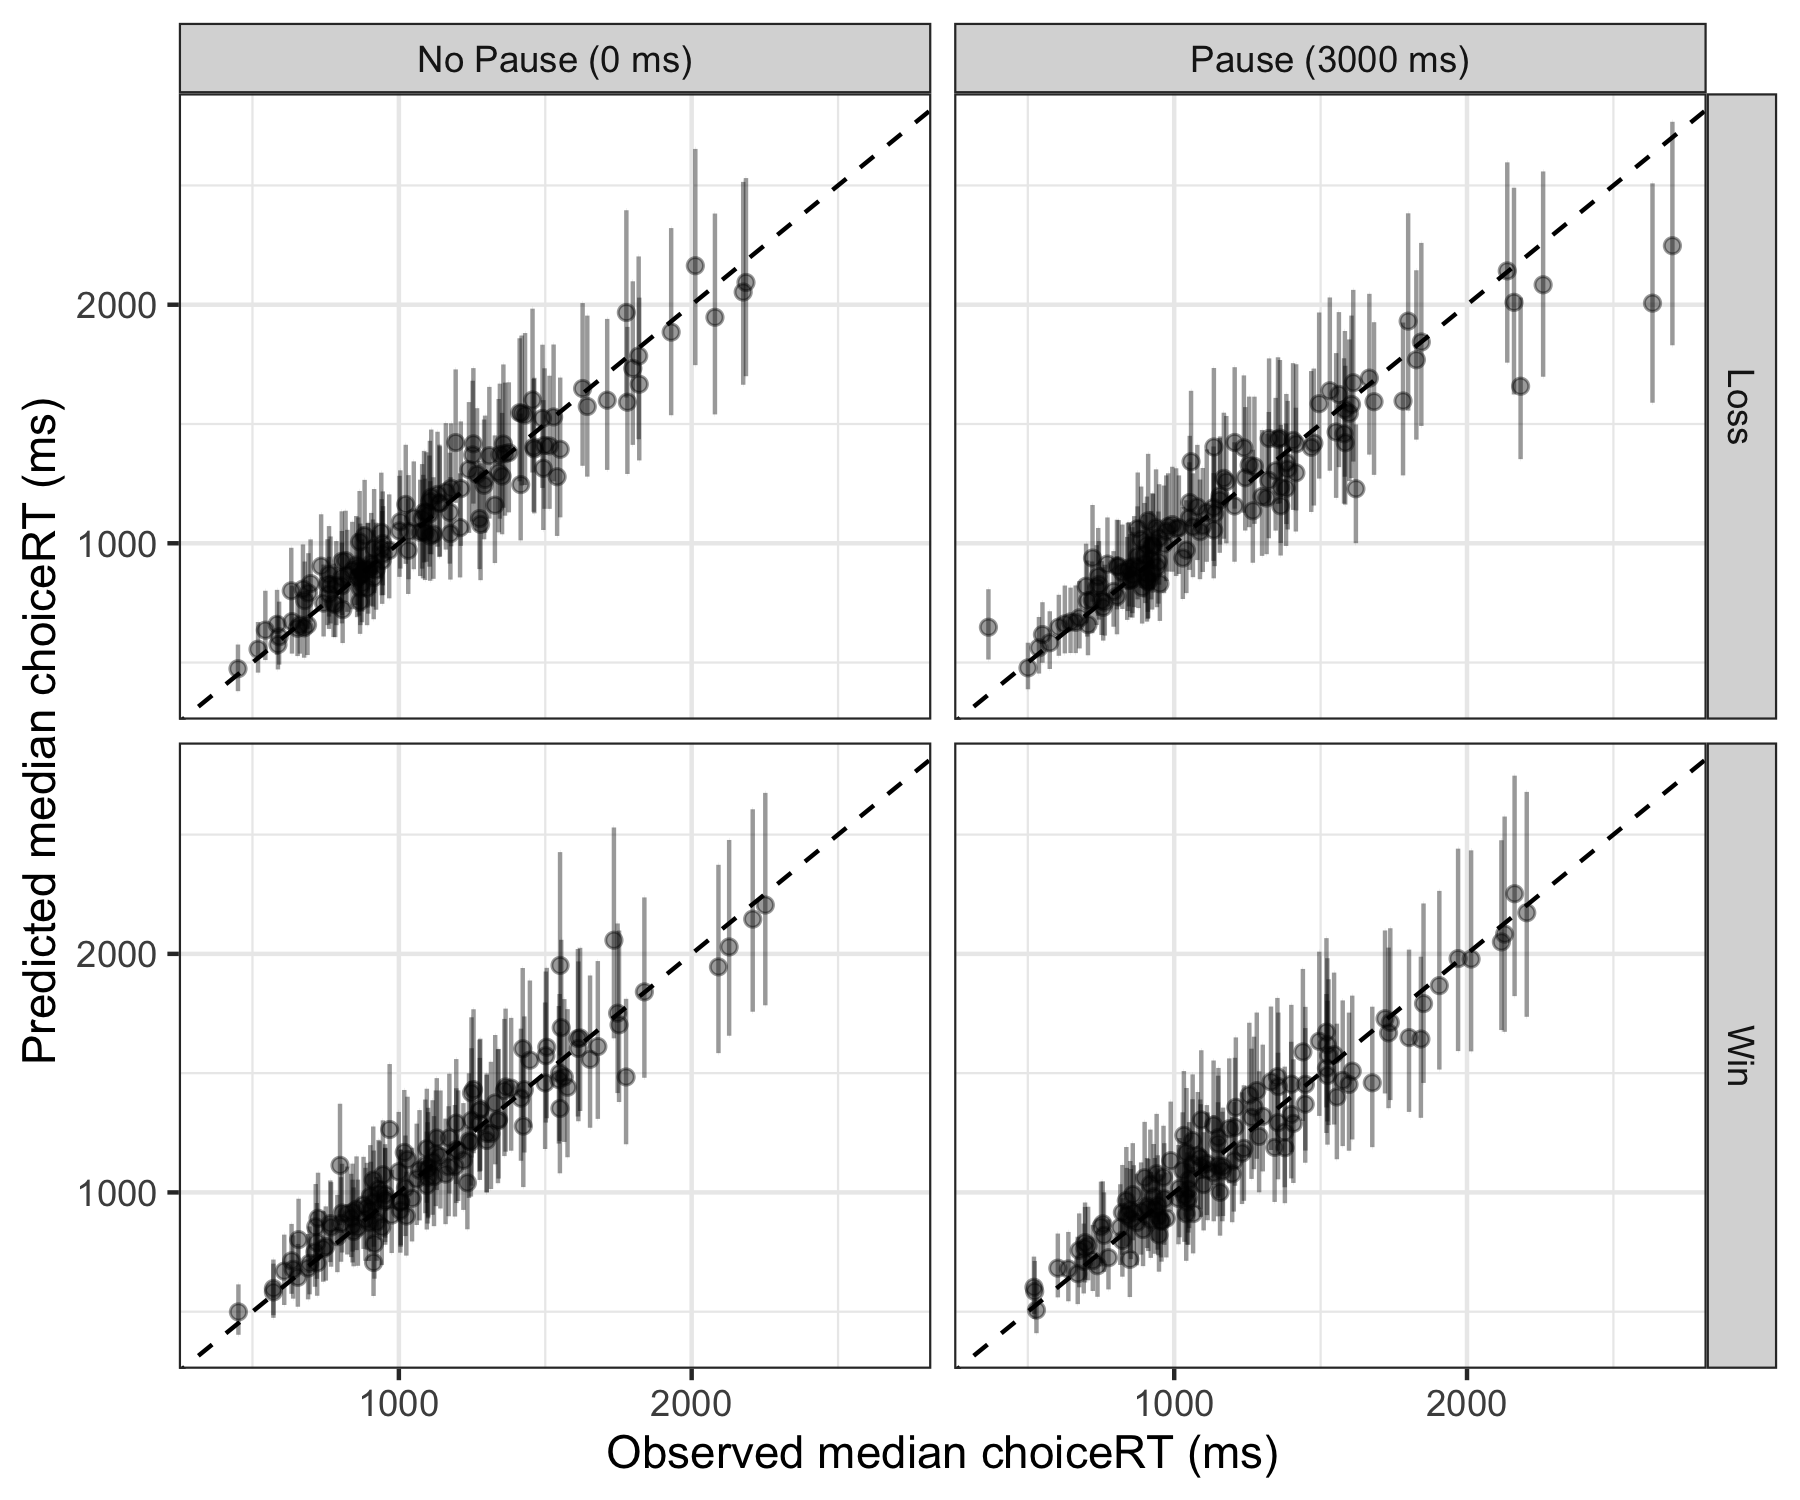 No Pause (0 ms)
Pause (3000 ms)
Loss
Win
Predicted median choiceRT (ms)
2000
1000
2000
1000
1000
2000
1000
2000
Observed median choiceRT (ms)